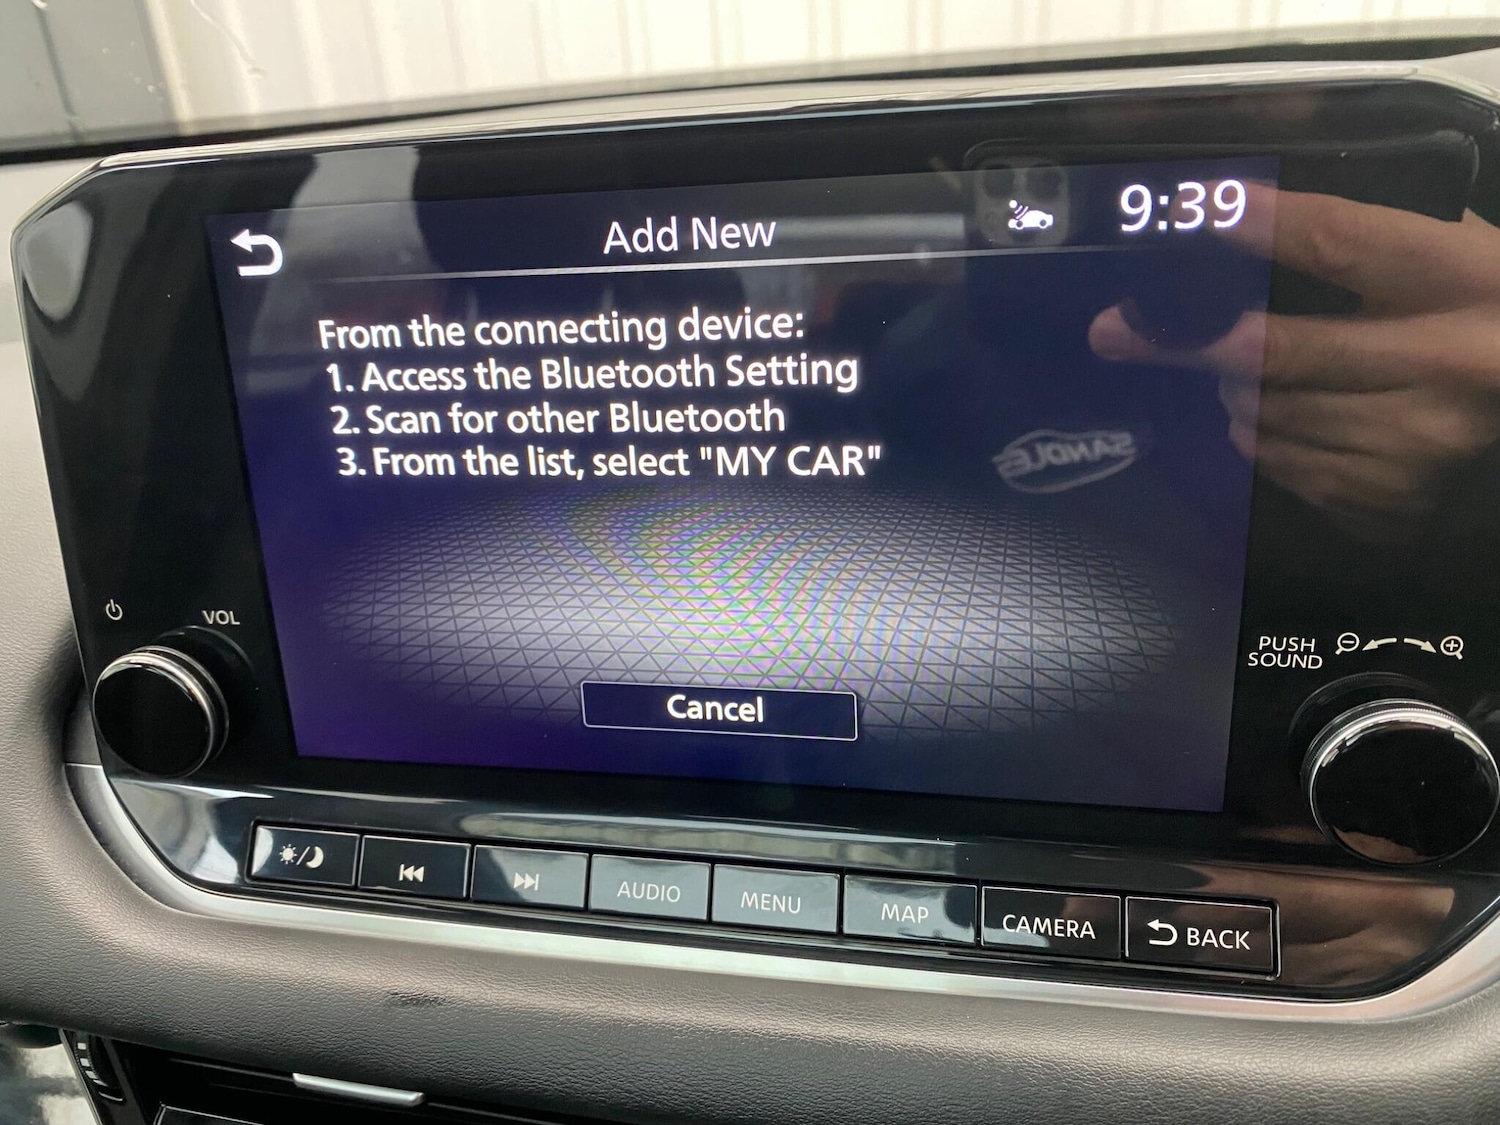 Add New
9:39
From the connecting device:
1. Access the Bluetooth Setting
2. Scan for other Bluetooth
3. From the list, select "MY CAR"
SANDLES
Cancel
VOL
PUSH
SOUND
AUDIO
MENU
MAP
CAMERA
BACK